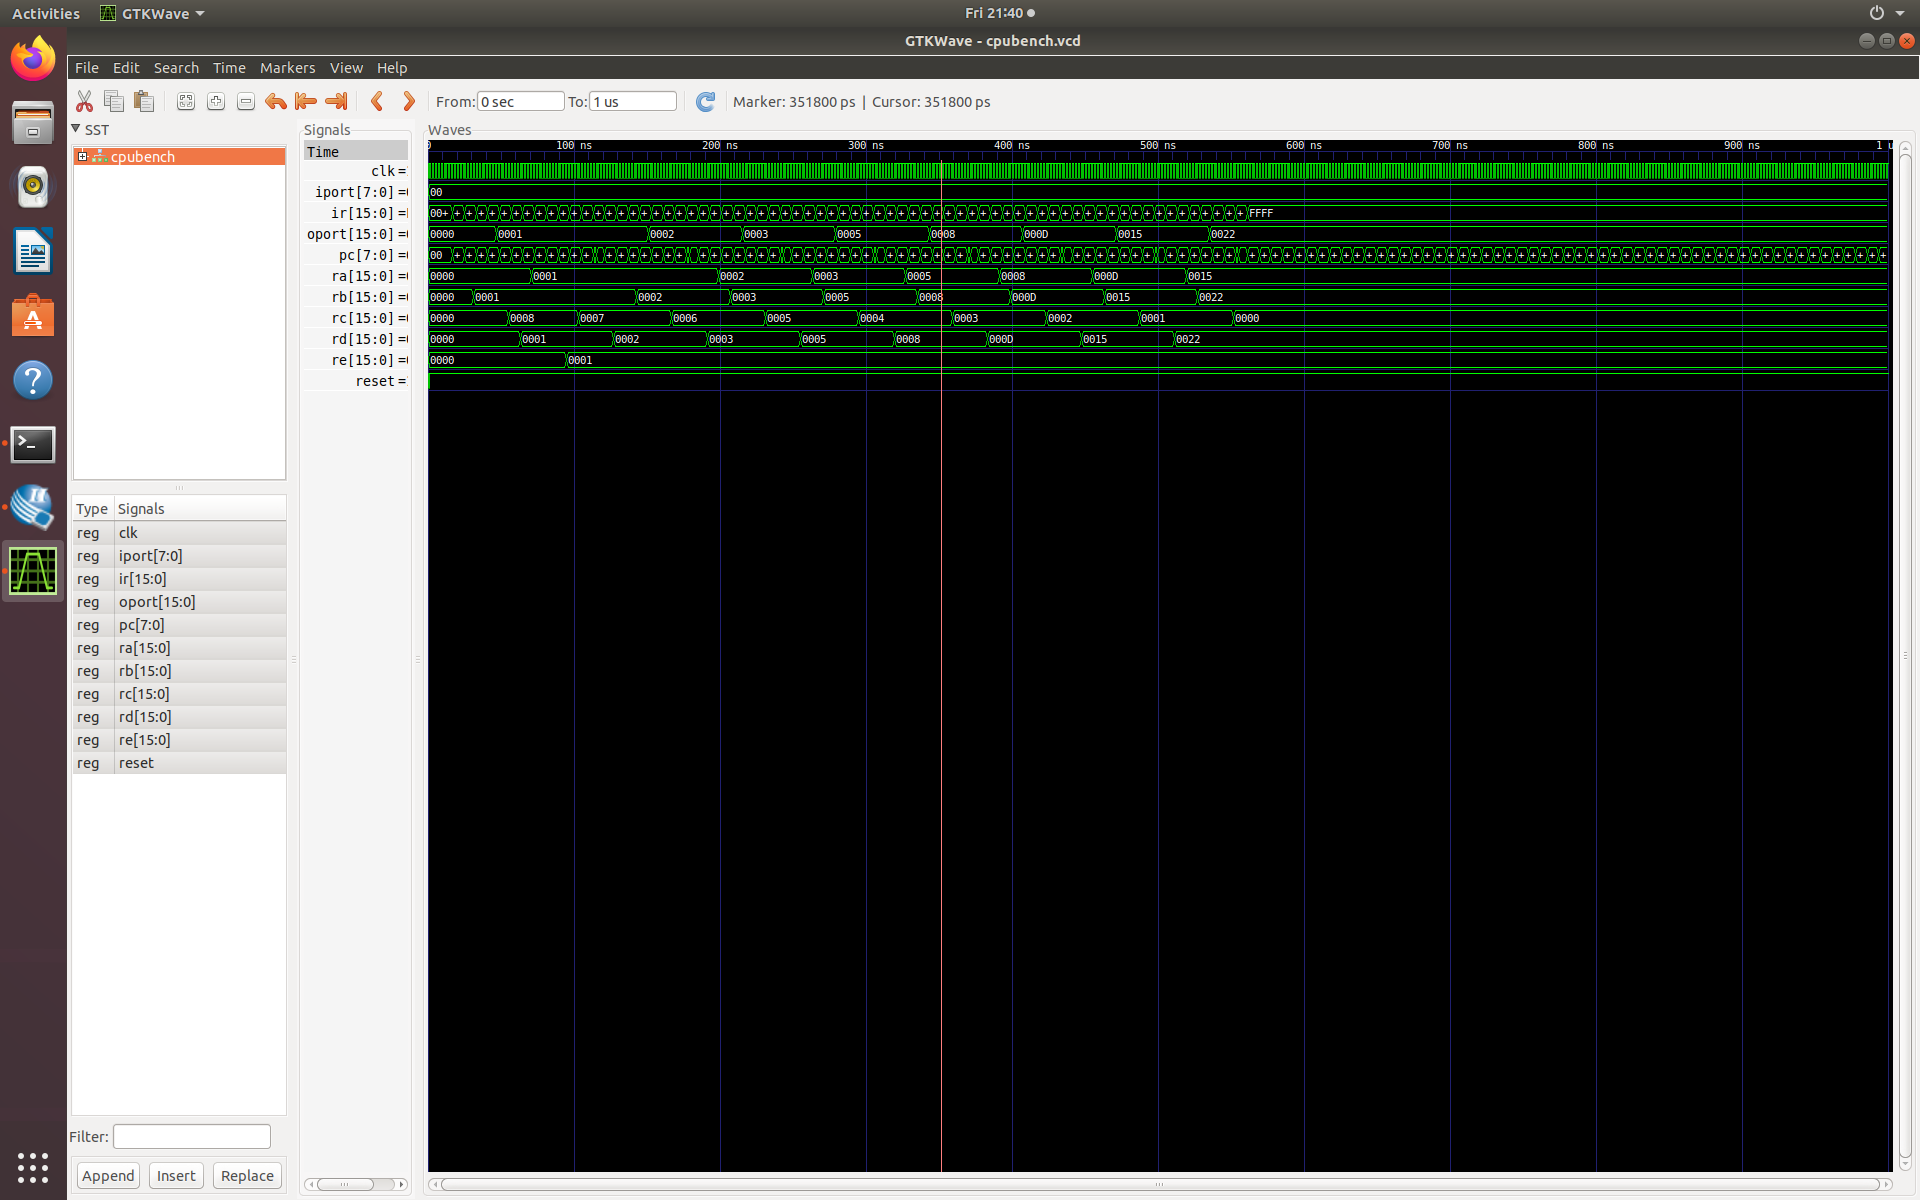 Activities GTKWave Fri 21:40
GTKWave - cpubench.vcd
File Edit Search Time Markers View Help
From: 0 sec To: 1 us Marker: 351800 ps | Cursor: 351800 ps
SST
cpubench
Type Signals
reg clk
reg iport[7:0]
reg ir[15:0]
reg oport[15:0]
reg pc[7:0]
reg ra[15:0]
reg rb[15:0]
reg rc[15:0]
reg rd[15:0]
reg re[15:0]
reg reset
Filter:
Append Insert Replace
Signals
Time
clk =
iport[7:0] =
ir[15:0] =
oport[15:0] =
pc[7:0] =
ra[15:0] =
rb[15:0] =
rc[15:0] =
rd[15:0] =
re[15:0] =
reset =
Waves
0 100 ns 200 ns 300 ns 400 ns 500 ns 600 ns 700 ns 800 ns 900 ns 1 u
00
00+ FFFF
0000 0001 0002 0003 0005 0008 000D 0015 0022
00
0000 0001 0002 0003 0005 0008 000D 0015
0000 0001 0002 0003 0005 0008 000D 0015 0022
0000 0008 0007 0006 0005 0004 0003 0002 0001 0000
0000 0001 0002 0003 0005 0008 000D 0015 0022
0000 0001